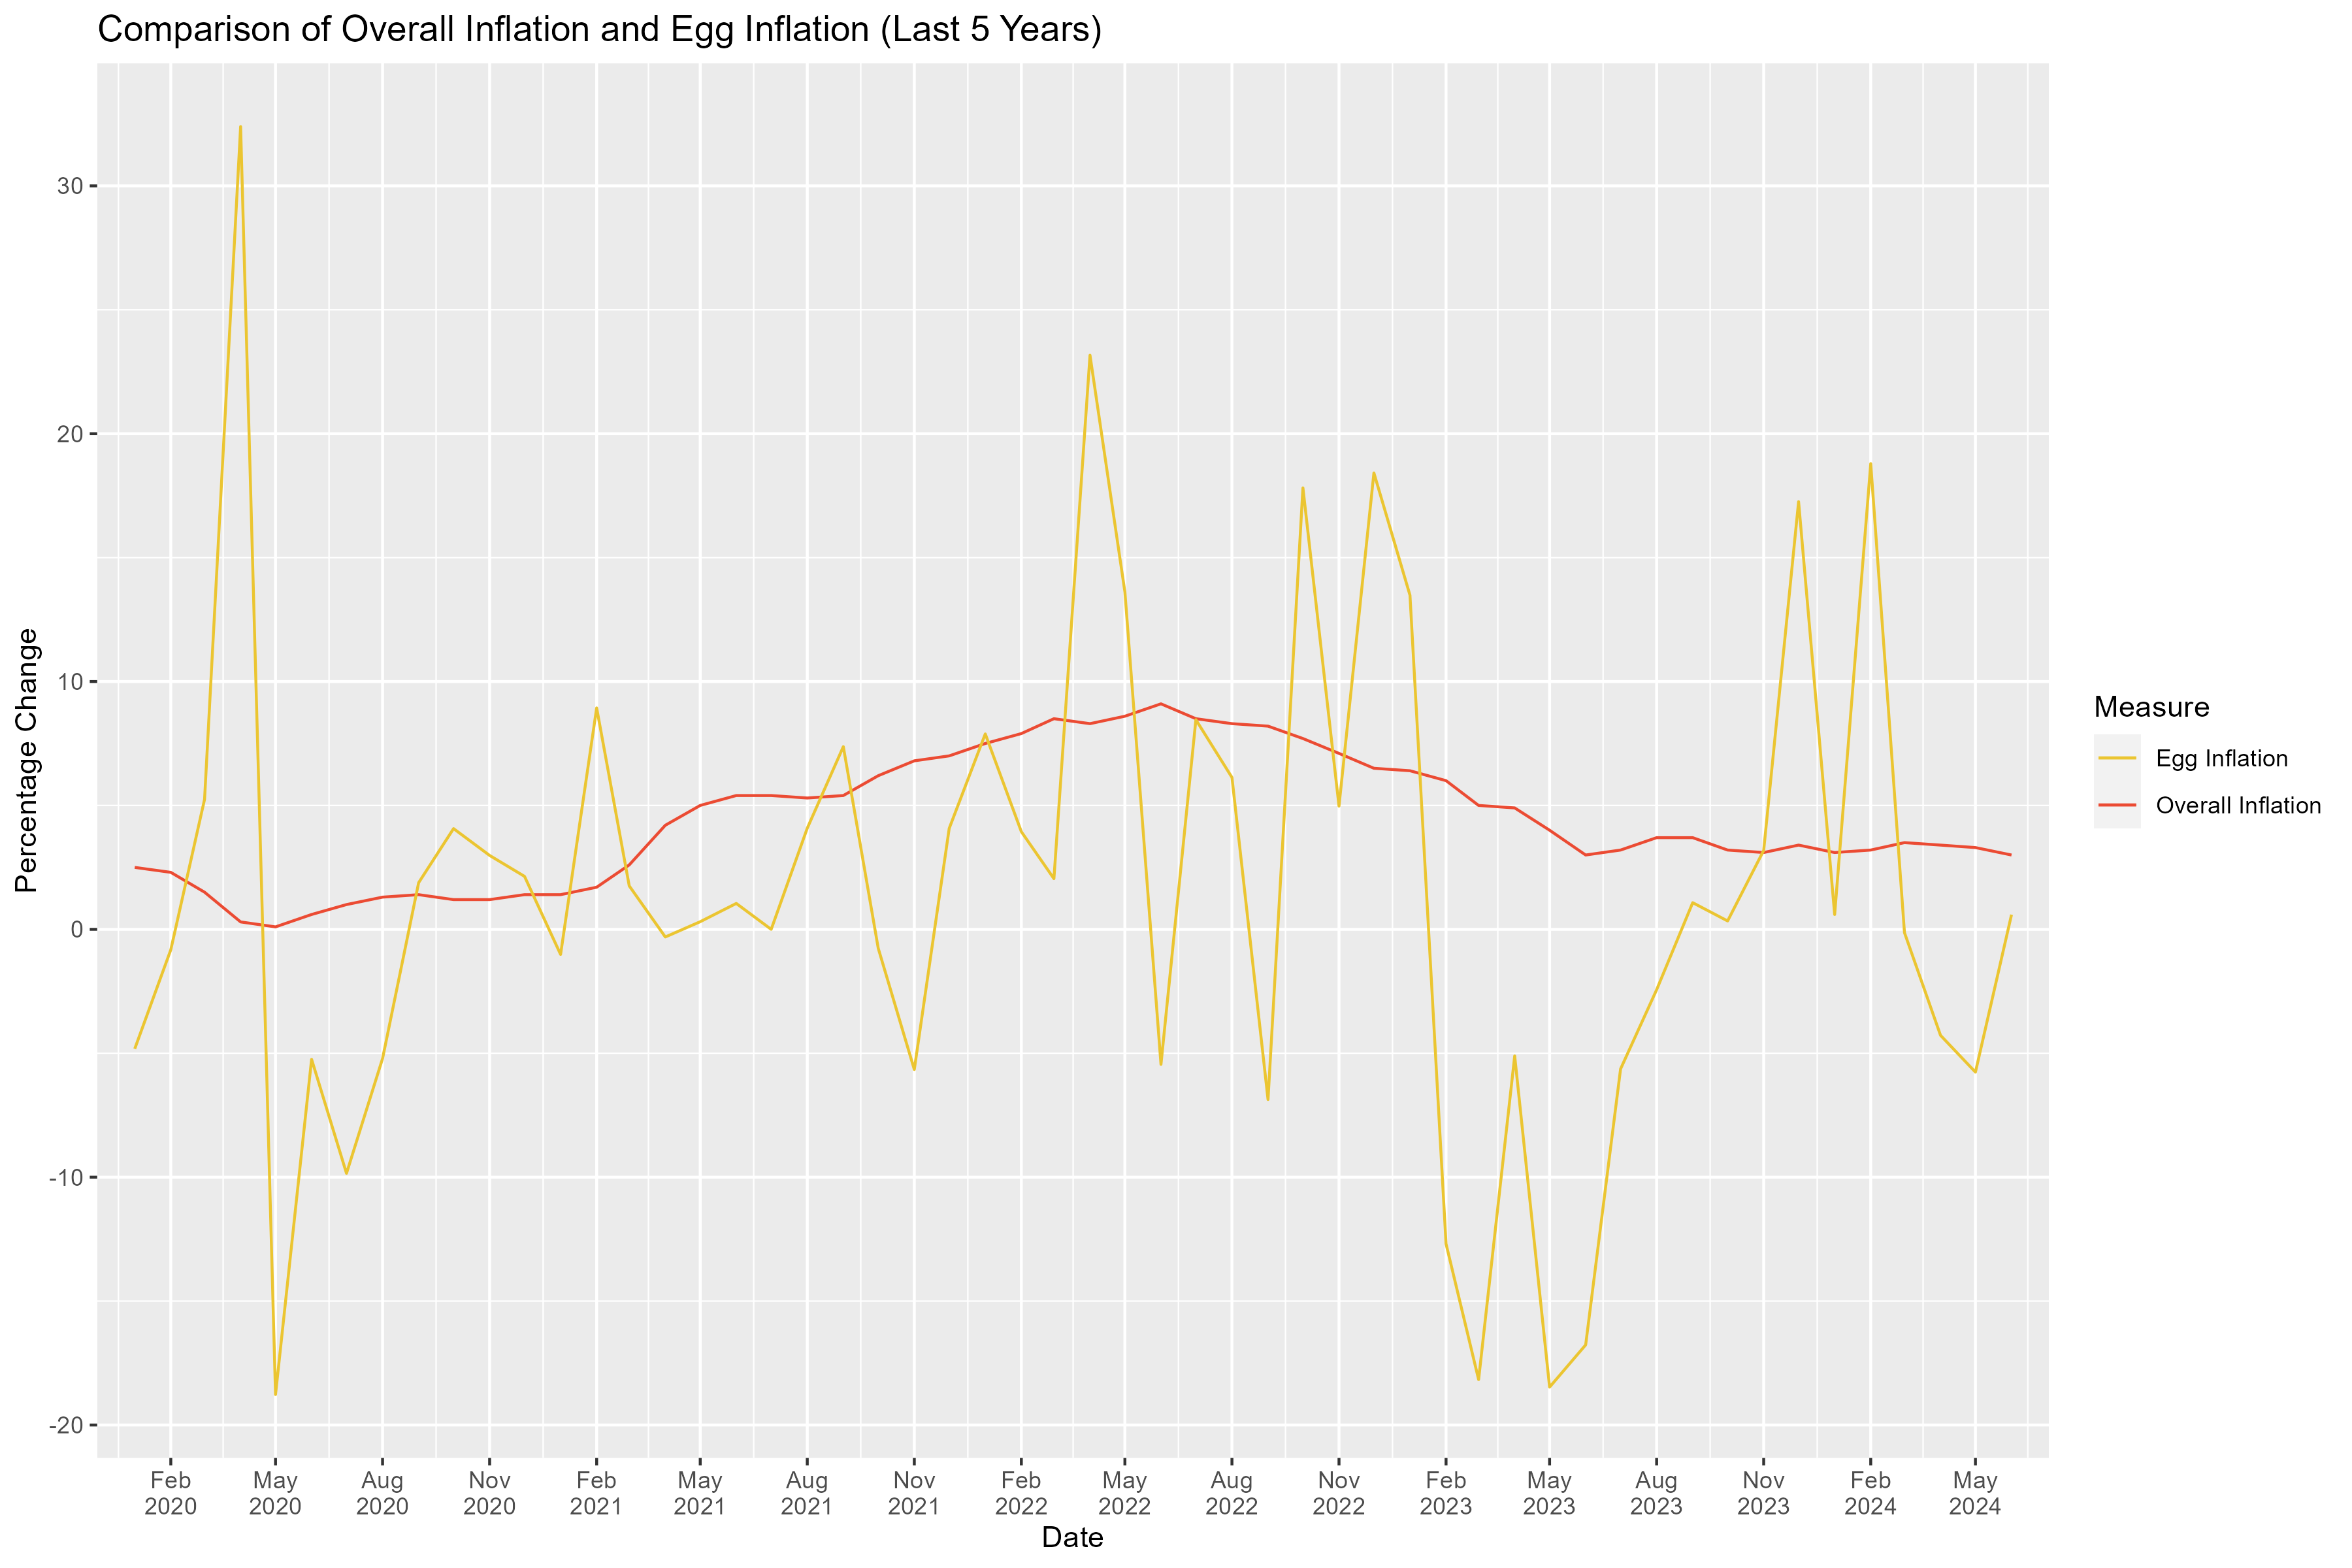 Comparison of Overall Inflation and Egg Inflation (Last 5 Years)
Percentage Change
30
20
10
0
-10
-20
Feb
2020
May
2020
Aug
2020
Nov
2020
Feb
2021
May
2021
Aug
2021
Nov
2021
Feb
2022
May
2022
Aug
2022
Nov
2022
Feb
2023
May
2023
Aug
2023
Nov
2023
Feb
2024
May
2024
Date
Measure
Egg Inflation
Overall Inflation